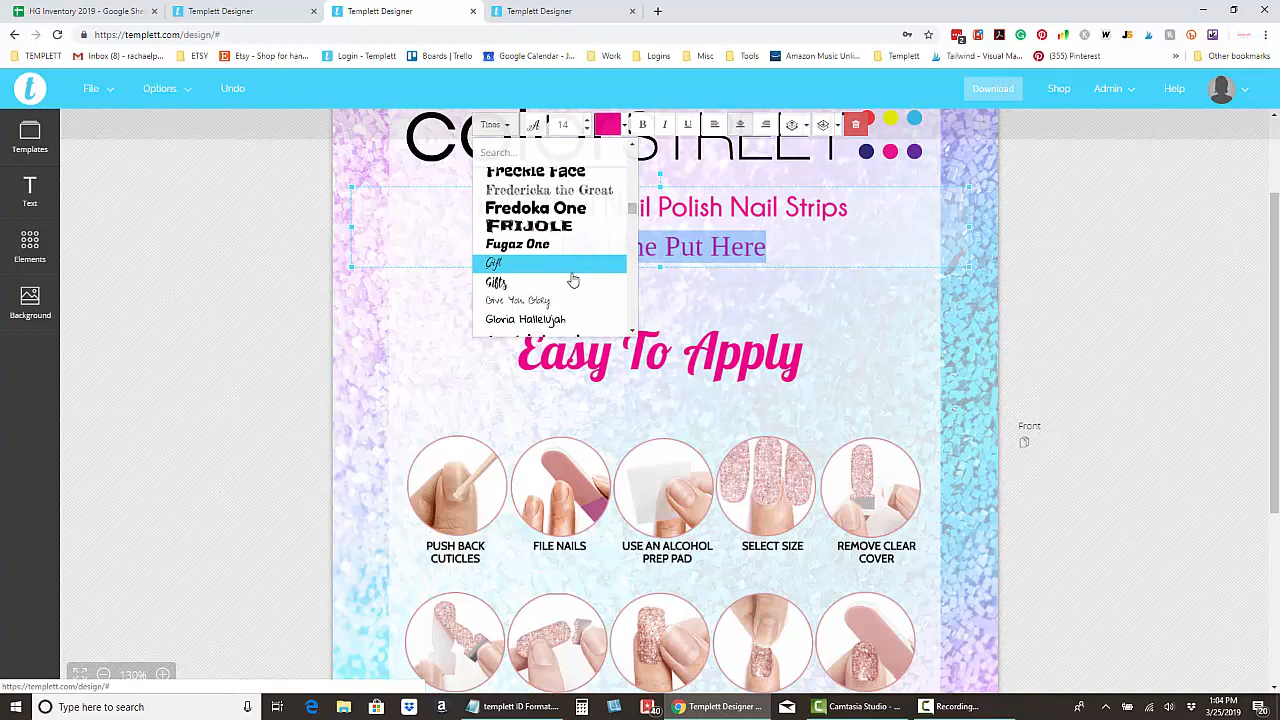 HG Inventory 2019 - Google She
Templett Designer
Templett Designer
Templett Designer
https://templett.com/design/#
M TEMPLETT
Inbox (8) - rachaelp...
ETSY
Etsy - Shop for han...
Login - Templett
Boards | Trello
Google Calendar - J...
Work
Bookmarks
Logins
Shops
Tools
Amazon Music Unli...
Templett
Tailwind - Visual Ma...
(355) Pinterest
Other bookmarks
File
Options
Undo
Download
Shop
Admin
Help
Templates
Text
Elements
Background
Tinos
14
B
I
U
Search...
Freckle Face
Fredericka the Great
Fredoka One
FRIJOLE
Fugaz One
Gift
Gifts
Give You Glory
Gloria Hallelujah
il Polish Nail Strips
ne Put Here
Easy To Apply
Front
PUSH BACK
CUTICLES
FILE NAILS
USE AN ALCOHOL
PREP PAD
SELECT SIZE
REMOVE CLEAR
COVER
130%
https://templett.com/design/#
Type here to search
templett ID Format....
40
Templett Designer ...
Camtasia Studio - ...
Recording...
1:04 PM
3/25/2019